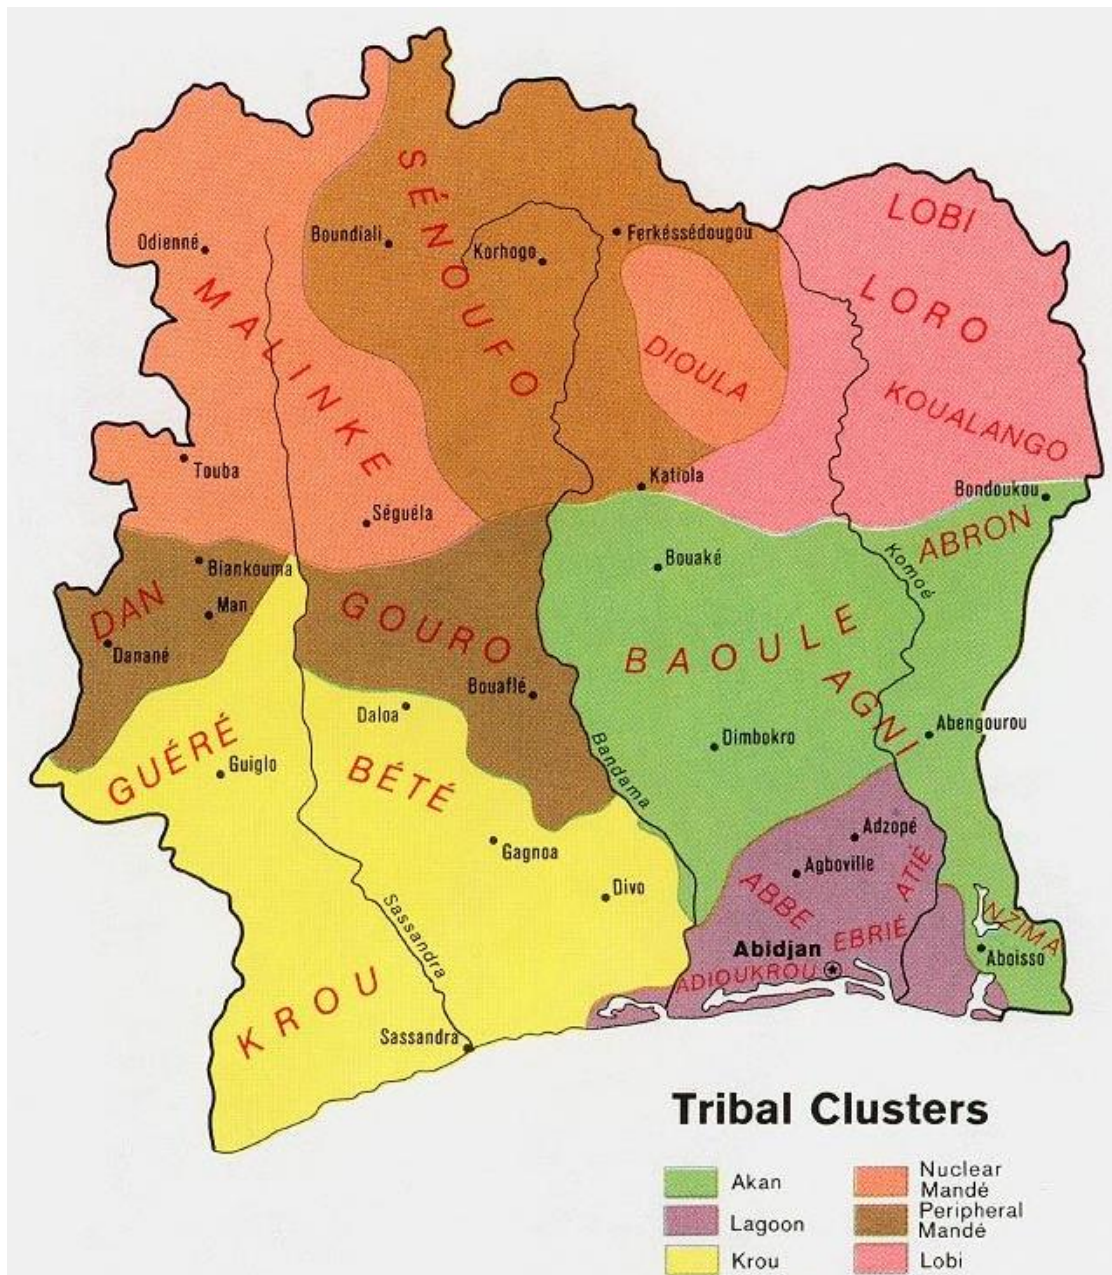 SÉNOUFO
LOBI
Odienné
Boundiali
Korhogo
Ferkéssédougou
LORO
MALINKE
DIOULA
KOUALANGO
Touba
Katiola
Bondoukou
Séguéla
ABRON
Biankouma
Bouaké
Komoé
DAN
Man
GOURO
BAOULE
Danané
Bouaflé
AGNI
Daloa
Abengourou
Dimbokro
GUÉRÉ
Guiglo
BÉTÉ
Bandama
Adzopé
Gagnoa
Agboville
ATIÉ
Divo
ABBE
NZIMA
Sassandra
Abidjan
EBRIÉ
Aboisso
ADIOUKROU
KROU
Sassandra
Tribal Clusters
Akan
Nuclear
Mandé
Lagoon
Peripheral
Mandé
Krou
Lobi